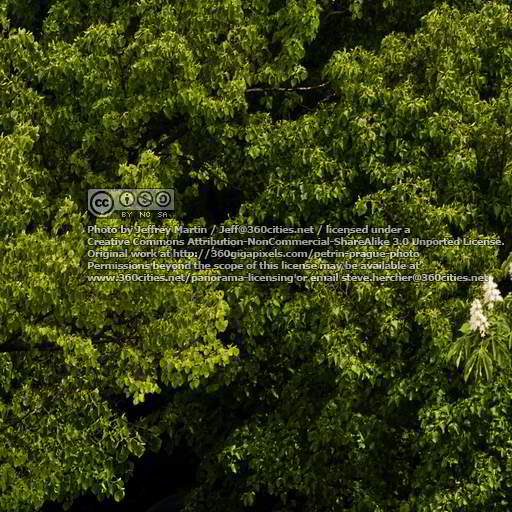 cc
BY NC SA
Photo by Jeffrey Martin / Jeff@360cities.net / licensed under a
Creative Commons Attribution-NonCommercial-ShareAlike 3.0 Unported License.
Original work at http://360gigapixels.com/petrin-prague-photo
Permissions beyond the scope of this license may be available at
www.360cities.net/panorama-licensing or email steve.hercher@360cities.net